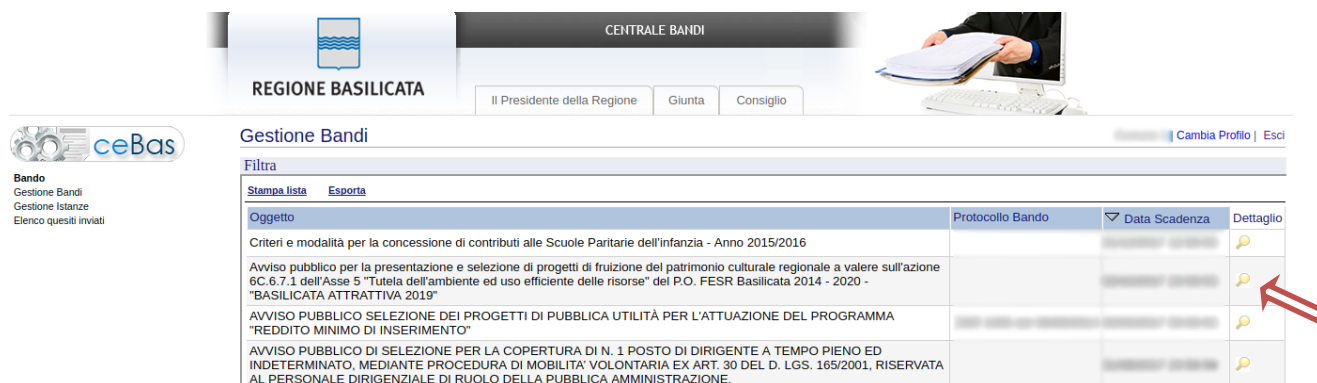 CENTRALE BANDI
REGIONE BASILICATA
Il Presidente della Regione
Giunta
Consiglio
ceBas
Gestione Bandi
| Cambia Profilo | Esci
Bando
Gestione Bandi
Gestione Istanze
Elenco quesiti inviati
Filtra
Stampa lista Esporta
Oggetto Protocollo Bando Data Scadenza Dettaglio
Criteri e modalità per la concessione di contributi alle Scuole Paritarie dell'infanzia - Anno 2015/2016
Avviso pubblico per la presentazione e selezione di progetti di fruizione del patrimonio culturale regionale a valere sull'azione
6C.6.7.1 dell'Asse 5 "Tutela dell'ambiente ed uso efficiente delle risorse" del P.O. FESR Basilicata 2014 - 2020 -
"BASILICATA ATTRATTIVA 2019"
AVVISO PUBBLICO SELEZIONE DEI PROGETTI DI PUBBLICA UTILITÀ PER L'ATTUAZIONE DEL PROGRAMMA
"REDDITO MINIMO DI INSERIMENTO"
AVVISO PUBBLICO DI SELEZIONE PER LA COPERTURA DI N. 1 POSTO DI DIRIGENTE A TEMPO PIENO ED
INDETERMINATO, MEDIANTE PROCEDURA DI MOBILITA' VOLONTARIA EX ART. 30 DEL D. LGS. 165/2001, RISERVATA
AL PERSONALE DIRIGENZIALE DI RUOLO DELLA PUBBLICA AMMINISTRAZIONE.